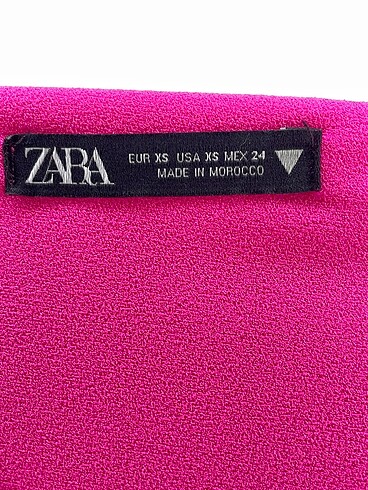 ZARA
EUR XS USA XS MEX 24
MADE IN MOROCCO